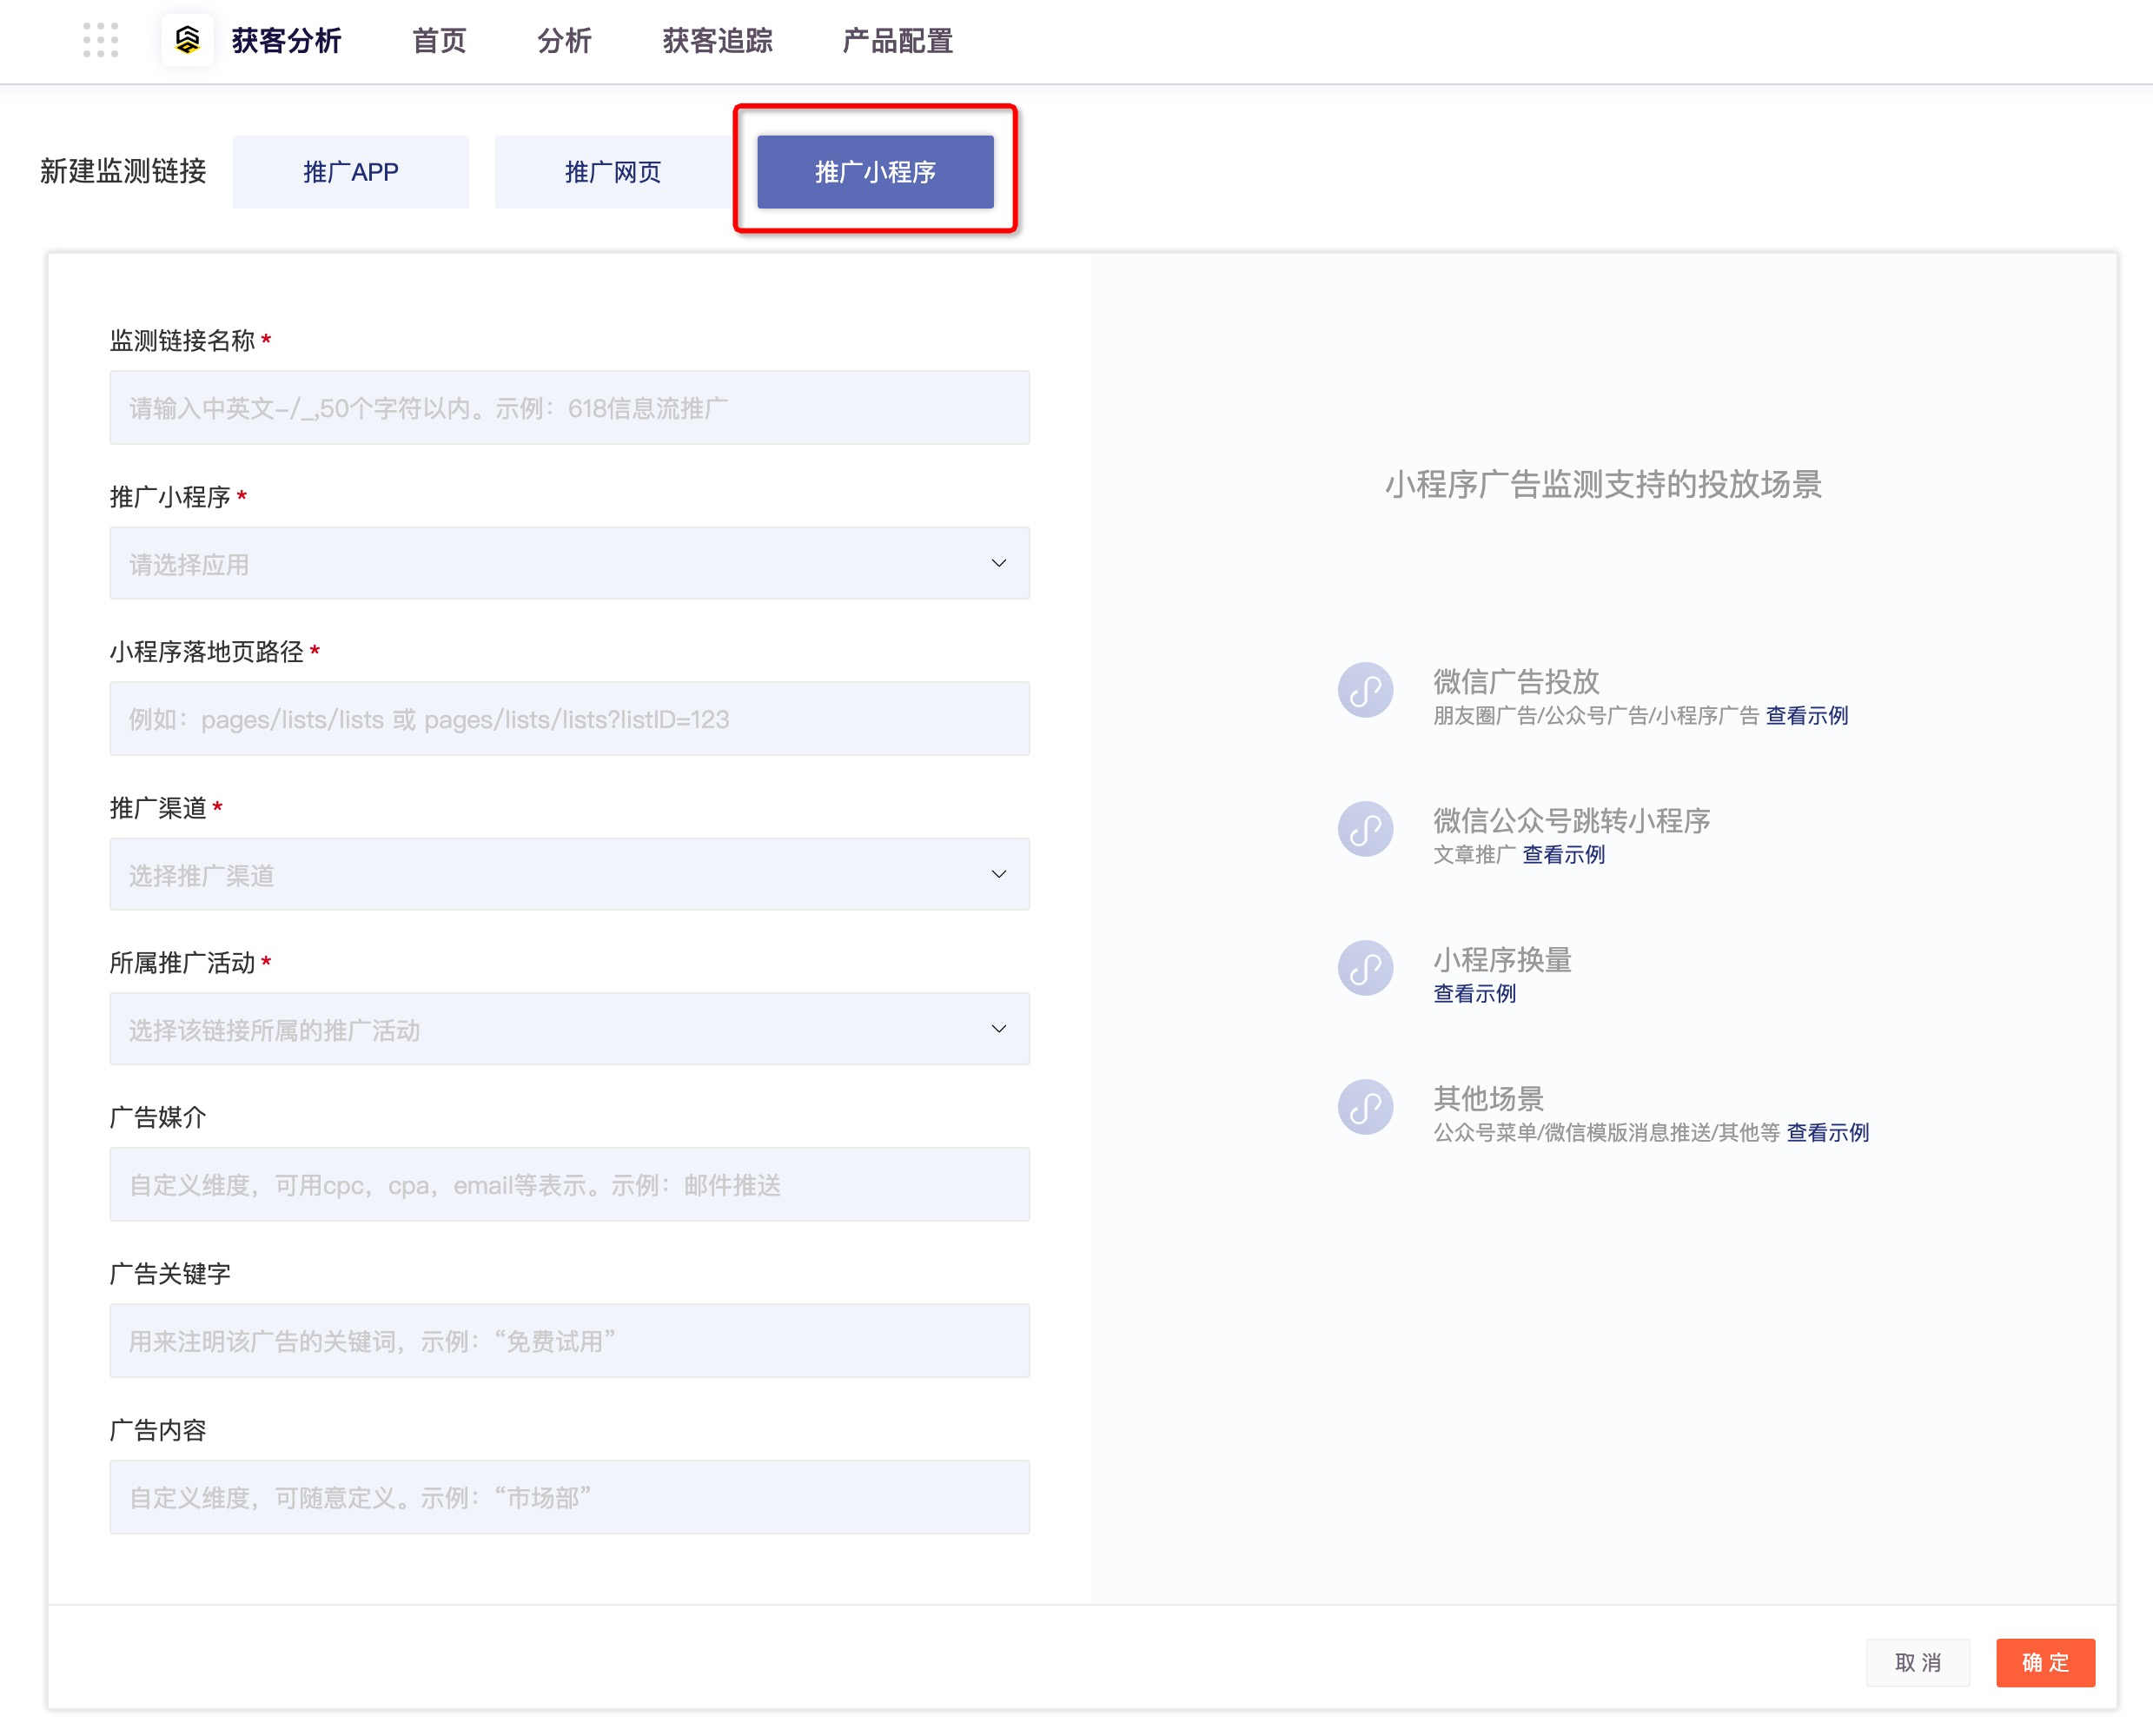 获客分析 首页 分析 获客追踪 产品配置
新建监测链接 推广APP 推广网页 推广小程序
监测链接名称*
请输入中英文-/_,50个字符以内。示例：618信息流推广
推广小程序*
请选择应用
小程序落地页路径*
例如：pages/lists/lists 或 pages/lists/lists?listID=123
推广渠道*
选择推广渠道
所属推广活动*
选择该链接所属的推广活动
广告媒介
自定义维度，可用cpc，cpa，email等表示。示例：邮件推送
广告关键字
用来注明该广告的关键词，示例：“免费试用”
广告内容
自定义维度，可随意定义。示例：“市场部”
小程序广告监测支持的投放场景
微信广告投放
朋友圈广告/公众号广告/小程序广告 查看示例
微信公众号跳转小程序
文章推广 查看示例
小程序换量
查看示例
其他场景
公众号菜单/微信模版消息推送/其他等 查看示例
取 消 确 定